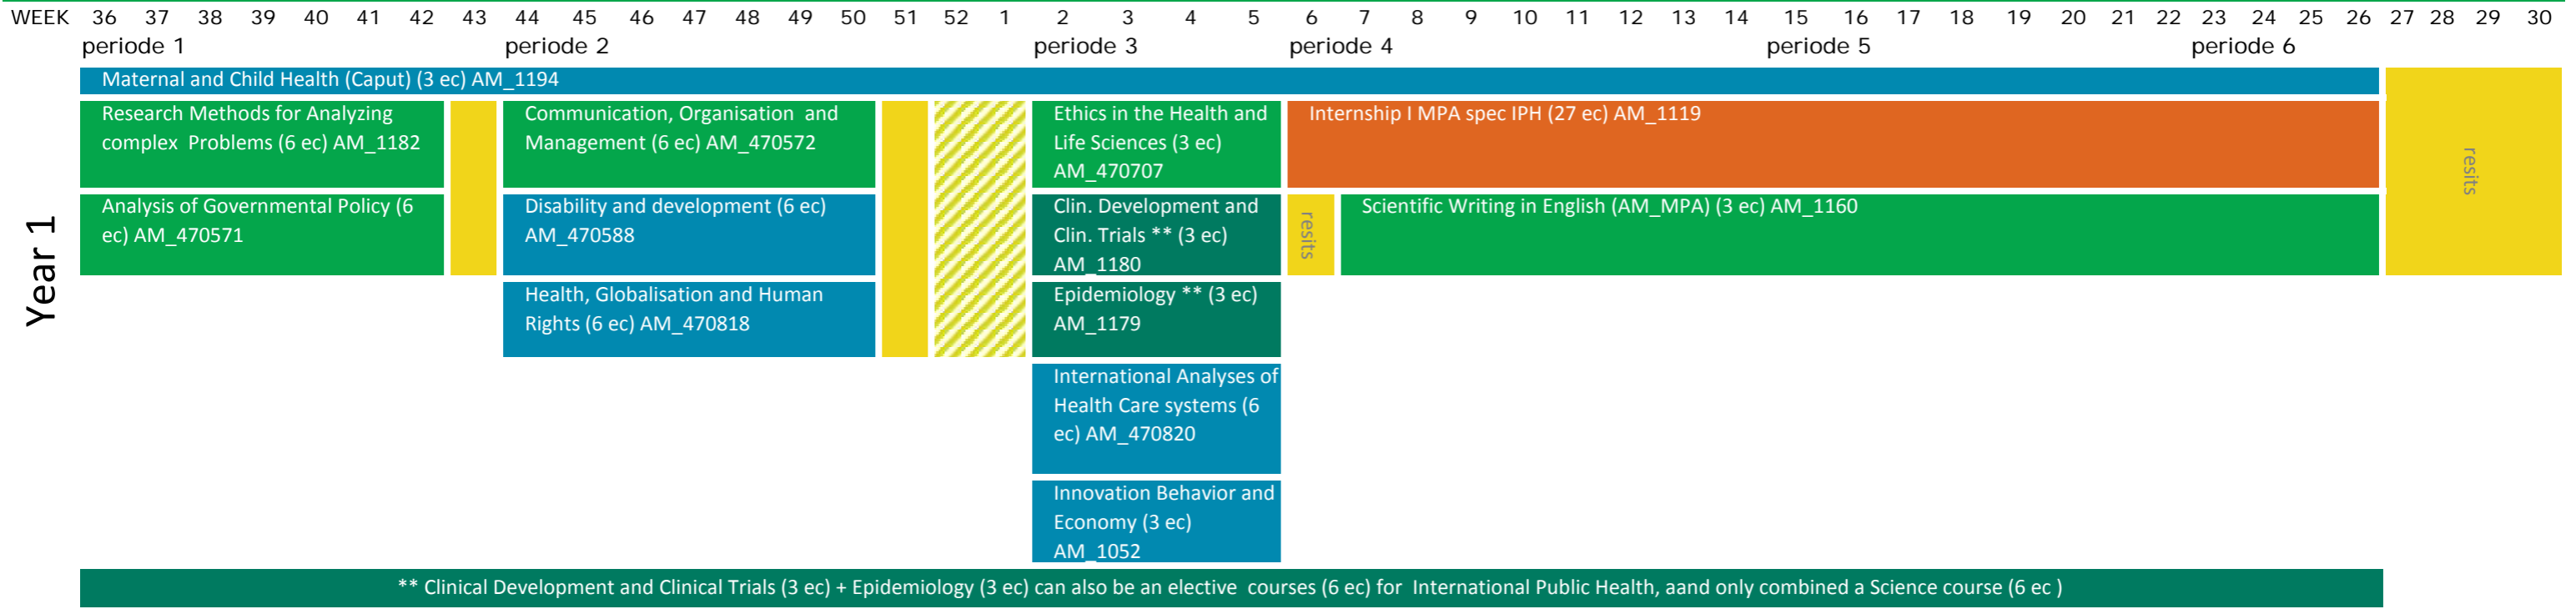 WEEK 36 37 38 39 40 41 42 43 44 45 46 47 48 49 50 51 52 1 2 3 4 5 6 7 8 9 10 11 12 13 14 15 16 17 18 19 20 21 22 23 24 25 26 27 28 29 30
periode 1 periode 2 periode 3 periode 4 periode 5 periode 6
Year 1
Maternal and Child Health (Caput) (3 ec) AM_1194
Research Methods for Analyzing
complex Problems (6 ec) AM_1182
Communication, Organisation and
Management (6 ec) AM_470572
Ethics in the Health and
Life Sciences (3 ec)
AM_470707
Internship I MPA spec IPH (27 ec) AM_1119
resits
Analysis of Governmental Policy (6
ec) AM_470571
Disability and development (6 ec)
AM_470588
Clin. Development and
Clin. Trials ** (3 ec)
AM_1180
resits
Scientific Writing in English (AM_MPA) (3 ec) AM_1160
Health, Globalisation and Human
Rights (6 ec) AM_470818
Epidemiology ** (3 ec)
AM_1179
International Analyses of
Health Care systems (6
ec) AM_470820
Innovation Behavior and
Economy (3 ec)
AM_1052
** Clinical Development and Clinical Trials (3 ec) + Epidemiology (3 ec) can also be an elective courses (6 ec) for International Public Health, aand only combined a Science course (6 ec )